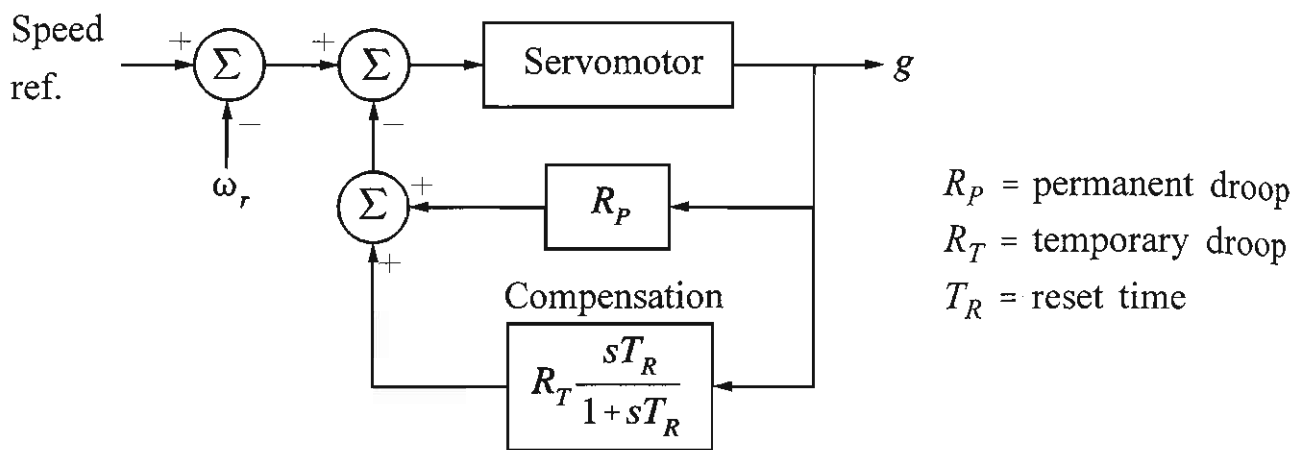 Speed
ref.
+
Σ
−
ω_r
+
Σ
−
Servomotor
g
Σ
+
+
R_P
Compensation
R_T sT_R / 1 + sT_R
R_P = permanent droop
R_T = temporary droop
T_R = reset time